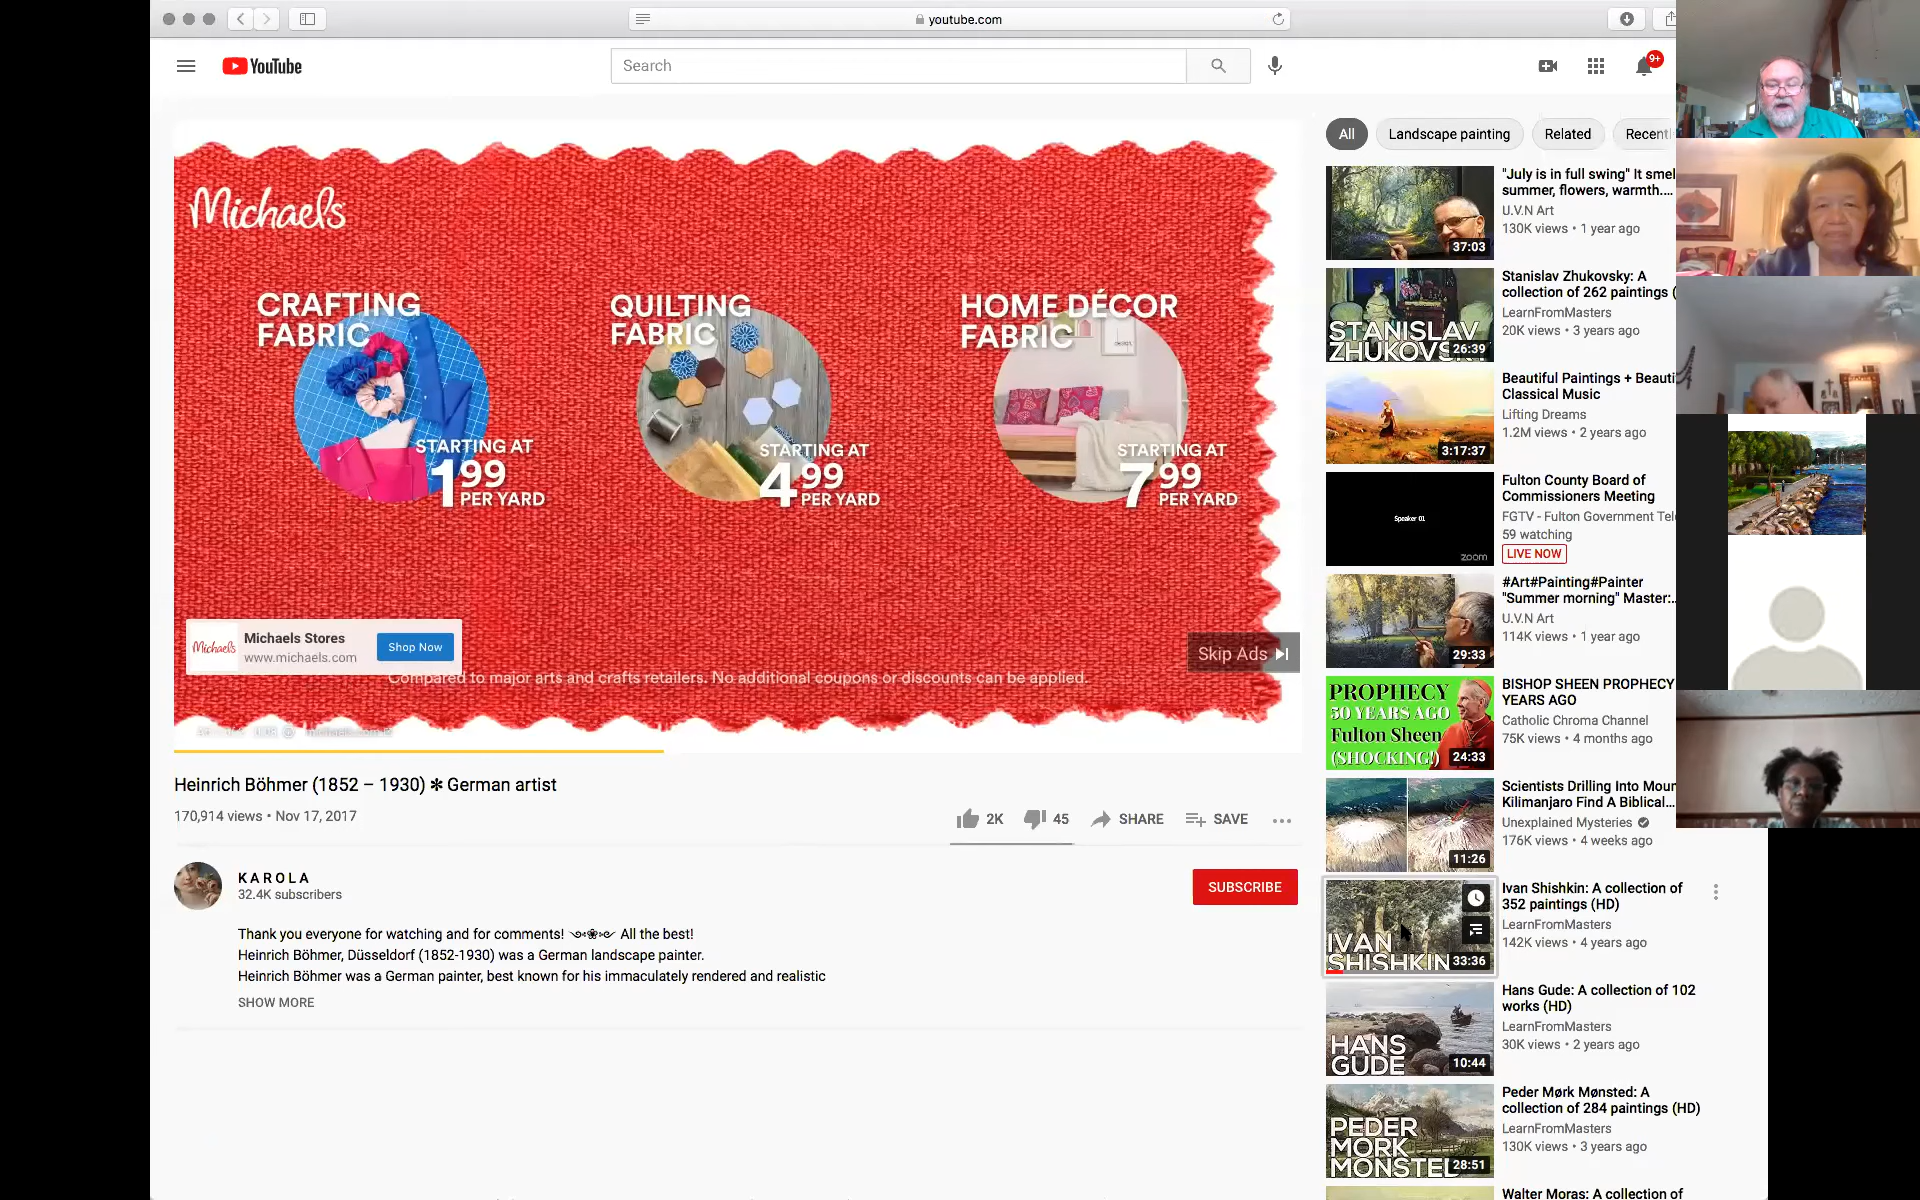 youtube.com
YouTube
Search
9+
Michaels
CRAFTING
FABRIC
STARTING AT
199
PER YARD
QUILTING
FABRIC
STARTING AT
499
PER YARD
HOME DÉCOR
FABRIC
STARTING AT
799
PER YARD
Michaels
Michaels Stores
www.michaels.com
Shop Now
Skip Ads
Compared to major arts and crafts retailers. No additional coupons or discounts can be applied.
Heinrich Böhmer (1852 – 1930) ✻ German artist
170,914 views • Nov 17, 2017
2K
45
SHARE
SAVE
KAROLA
32.4K subscribers
SUBSCRIBE
Thank you everyone for watching and for comments! All the best!
Heinrich Böhmer, Düsseldorf (1852-1930) was a German landscape painter.
Heinrich Böhmer was a German painter, best known for his immaculately rendered and realistic
SHOW MORE
All
Landscape painting
Related
Recent
37:03
"July is in full swing" It smel
summer, flowers, warmth....
U.V.N Art
130K views • 1 year ago
STANISLAV
ZHUKOVSK
26:39
Stanislav Zhukovsky: A
collection of 262 paintings (
LearnFromMasters
20K views • 3 years ago
3:17:37
Beautiful Paintings + Beauti
Classical Music
Lifting Dreams
1.2M views • 2 years ago
Speaker 01
zoom
Fulton County Board of
Commissioners Meeting
FGTV - Fulton Government Tel
59 watching
LIVE NOW
29:33
#Art#Painting#Painter
"Summer morning" Master:..
U.V.N Art
114K views • 1 year ago
PROPHECY
50 YEARS AGO
Fulton Sheen
(SHOCKING!)
24:33
BISHOP SHEEN PROPHECY
YEARS AGO
Catholic Chroma Channel
75K views • 4 months ago
11:26
Scientists Drilling Into Moun
Kilimanjaro Find A Biblical...
Unexplained Mysteries
176K views • 4 weeks ago
IVAN
SHISHKIN
33:36
Ivan Shishkin: A collection of
352 paintings (HD)
LearnFromMasters
142K views • 4 years ago
HANS
GUDE
10:44
Hans Gude: A collection of 102
works (HD)
LearnFromMasters
30K views • 2 years ago
PEDER
MORK
MONSTED
28:51
Peder Mørk Mønsted: A
collection of 284 paintings (HD)
LearnFromMasters
130K views • 3 years ago
Walter Moras: A collection of